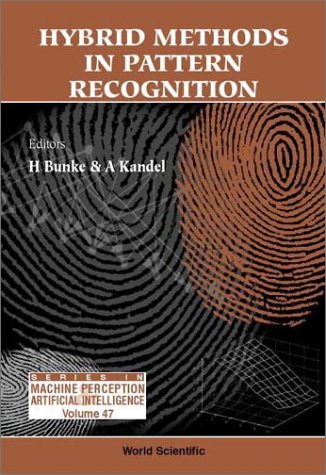 HYBRID METHODS
IN PATTERN
RECOGNITION
Editors
H Bunke & A Kandel
SERIES IN
MACHINE PERCEPTION
ARTIFICIAL INTELLIGENCE
Volume 47
World Scientific